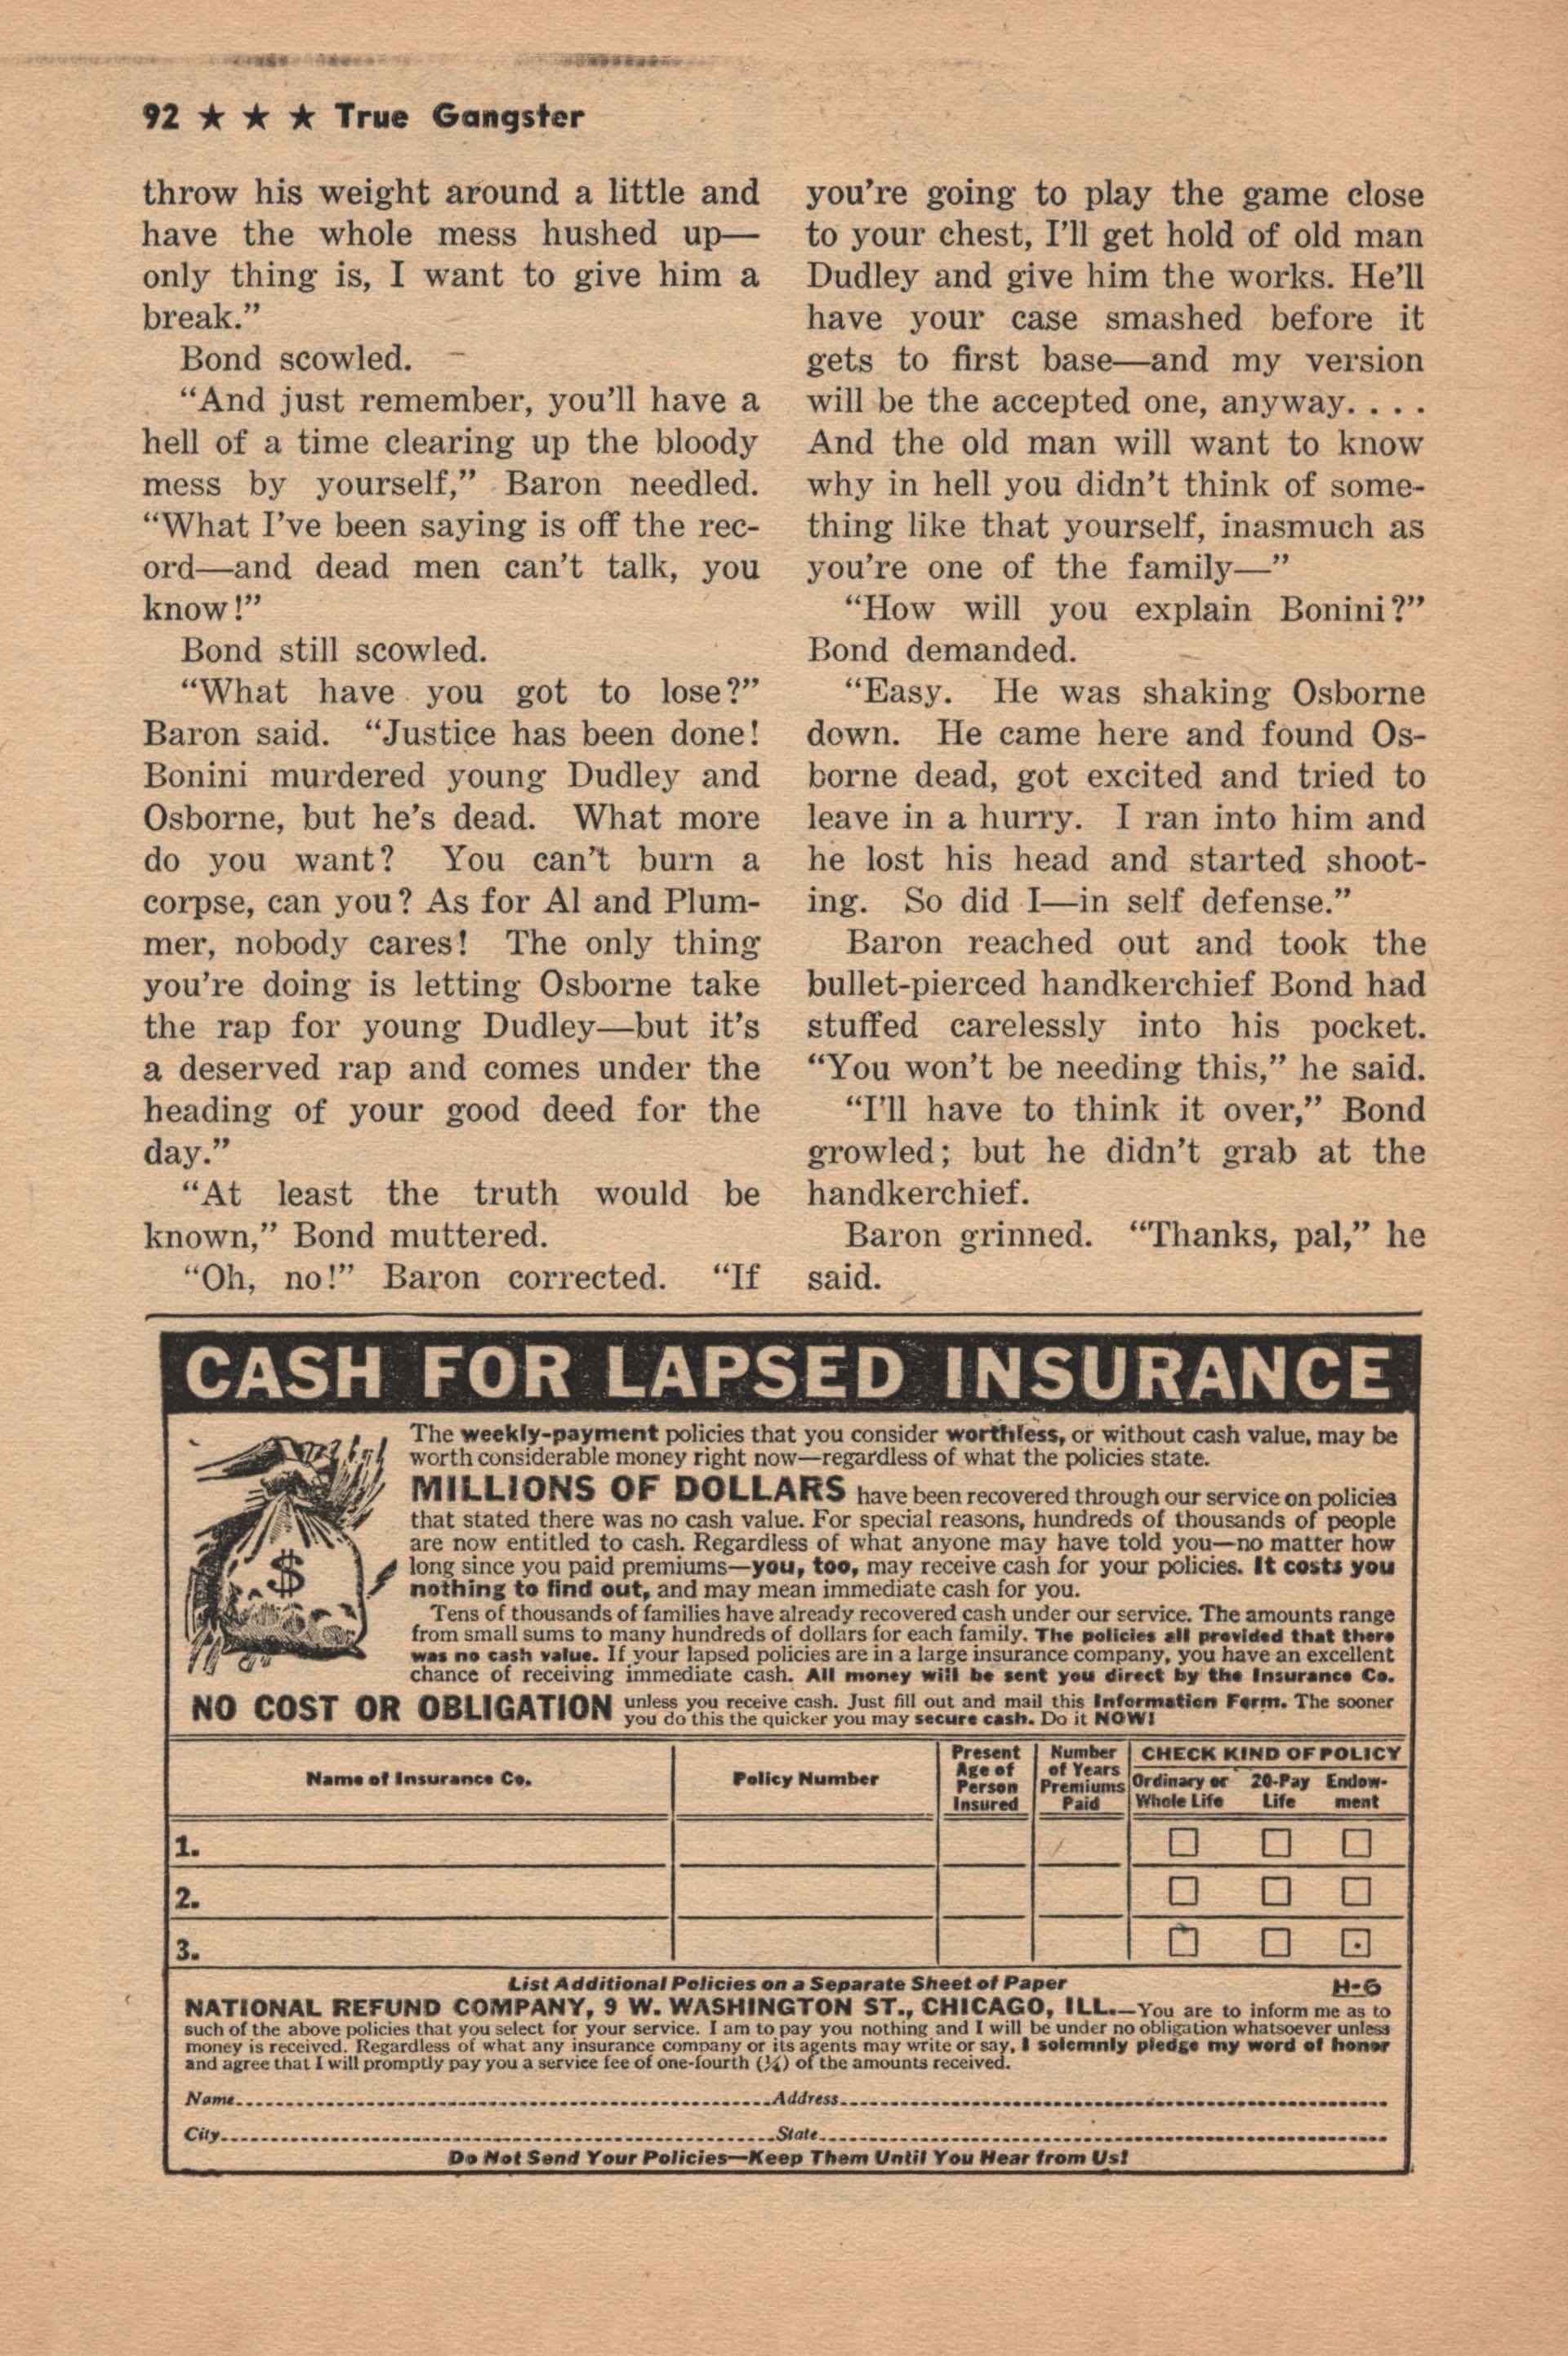 92 ★ ★ ★ True Gangster
throw his weight around a little and
have the whole mess hushed up—
only thing is, I want to give him a
break.”
Bond scowled.
“And just remember, you’ll have a
hell of a time clearing up the bloody
mess by yourself,” Baron needled.
“What I’ve been saying is off the rec-
ord—and dead men can’t talk, you
know!”
Bond still scowled.
“What have you got to lose?”
Baron said. “Justice has been done!
Bonini murdered young Dudley and
Osborne, but he’s dead. What more
do you want? You can’t burn a
corpse, can you? As for Al and Plum-
mer, nobody cares! The only thing
you’re doing is letting Osborne take
the rap for young Dudley—but it’s
a deserved rap and comes under the
heading of your good deed for the
day.”
“At least the truth would be
known,” Bond muttered.
“Oh, no!” Baron corrected. “If
you’re going to play the game close
to your chest, I’ll get hold of old man
Dudley and give him the works. He’ll
have your case smashed before it
gets to first base—and my version
will be the accepted one, anyway. . . .
And the old man will want to know
why in hell you didn’t think of some-
thing like that yourself, inasmuch as
you’re one of the family—”
“How will you explain Bonini?”
Bond demanded.
“Easy. He was shaking Osborne
down. He came here and found Os-
borne dead, got excited and tried to
leave in a hurry. I ran into him and
he lost his head and started shoot-
ing. So did I—in self defense.”
Baron reached out and took the
bullet-pierced handkerchief Bond had
stuffed carelessly into his pocket.
“You won’t be needing this,” he said.
“I’ll have to think it over,” Bond
growled; but he didn’t grab at the
handkerchief.
Baron grinned. “Thanks, pal,” he
said.
CASH FOR LAPSED INSURANCE
The weekly-payment policies that you consider worthless, or without cash value, may be
worth considerable money right now—regardless of what the policies state.
MILLIONS OF DOLLARS have been recovered through our service on policies
that stated there was no cash value. For special reasons, hundreds of thousands of people
are now entitled to cash. Regardless of what anyone may have told you—no matter how
long since you paid premiums—you, too, may receive cash for your policies. It costs you
nothing to find out, and may mean immediate cash for you.
Tens of thousands of families have already recovered cash under our service. The amounts range
from small sums to many hundreds of dollars for each family. The policies all provided that there
was no cash value. If your lapsed policies are in a large insurance company, you have an excellent
chance of receiving immediate cash. All money will be sent you direct by the Insurance Co.
$
NO COST OR OBLIGATION unless you receive cash. Just fill out and mail this Information Form. The sooner
you do this the quicker you may secure cash. Do it NOW!
Name of Insurance Co.
Policy Number
Present
Age of
Person
Insured
Number
of Years
Premiums
Paid
CHECK KIND OF POLICY
Ordinary or 20-Pay Endow-
Whole Life Life ment
1. ☐ ☐ ☐
2. ☐ ☐ ☐
3. ☐ ☐ ☐
List Additional Policies on a Separate Sheet of Paper H-6
NATIONAL REFUND COMPANY, 9 W. WASHINGTON ST., CHICAGO, ILL.—You are to inform me as to
such of the above policies that you select for your service. I am to pay you nothing and I will be under no obligation whatsoever unless
money is received. Regardless of what any insurance company or its agents may write or say, I solemnly pledge my word of honor
and agree that I will promptly pay you a service fee of one-fourth (¼) of the amounts received.
Name Address
City State
Do Not Send Your Policies—Keep Them Until You Hear from Us!